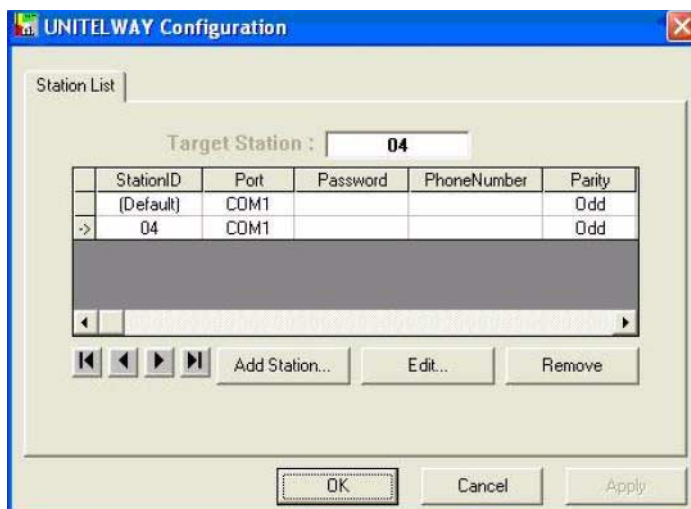 UNITELWAY Configuration
Station List
Target Station : 04
StationID Port Password PhoneNumber Parity
(Default) COM1 Odd
-> 04 COM1 Odd
Add Station... Edit... Remove
OK Cancel Apply